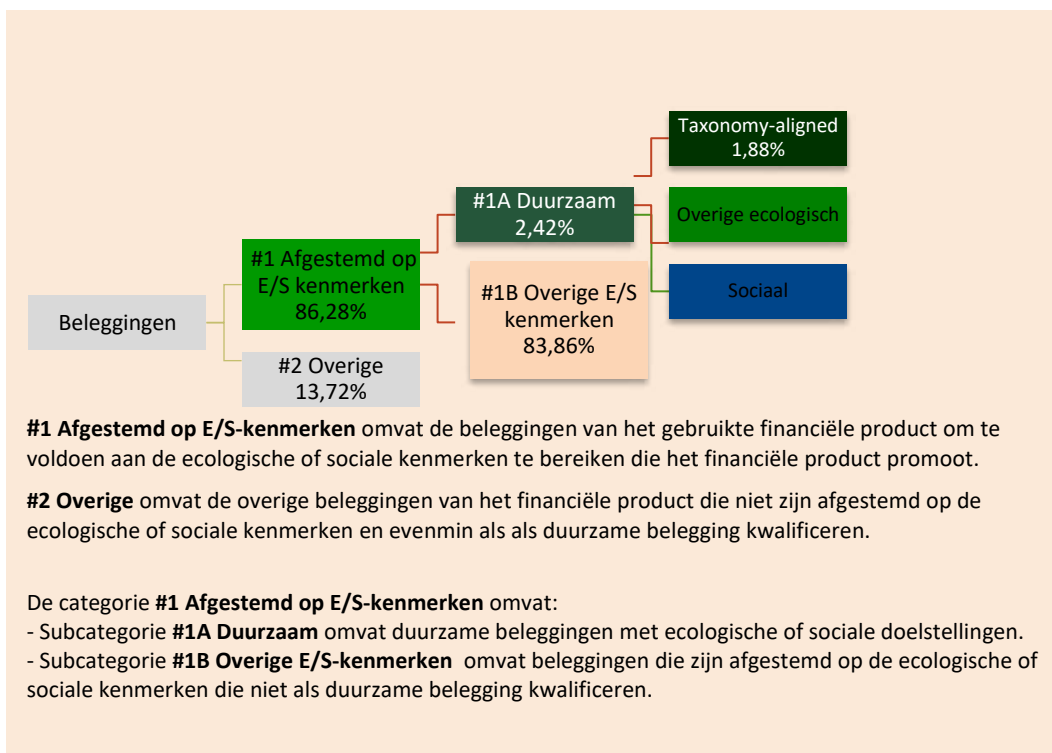 Taxonomy-aligned
1,88%
#1A Duurzaam
2,42%
Overige ecologisch
#1 Afgestemd op
E/S kenmerken
86,28%
#1B Overige E/S
kenmerken
83,86%
Sociaal
Beleggingen
#2 Overige
13,72%
#1 Afgestemd op E/S-kenmerken omvat de beleggingen van het gebruikte financiële product om te
voldoen aan de ecologische of sociale kenmerken te bereiken die het financiële product promoot.
#2 Overige omvat de overige beleggingen van het financiële product die niet zijn afgestemd op de
ecologische of sociale kenmerken en evenmin als als duurzame belegging kwalificeren.
De categorie #1 Afgestemd op E/S-kenmerken omvat:
- Subcategorie #1A Duurzaam omvat duurzame beleggingen met ecologische of sociale doelstellingen.
- Subcategorie #1B Overige E/S-kenmerken omvat beleggingen die zijn afgestemd op de ecologische of
sociale kenmerken die niet als duurzame belegging kwalificeren.